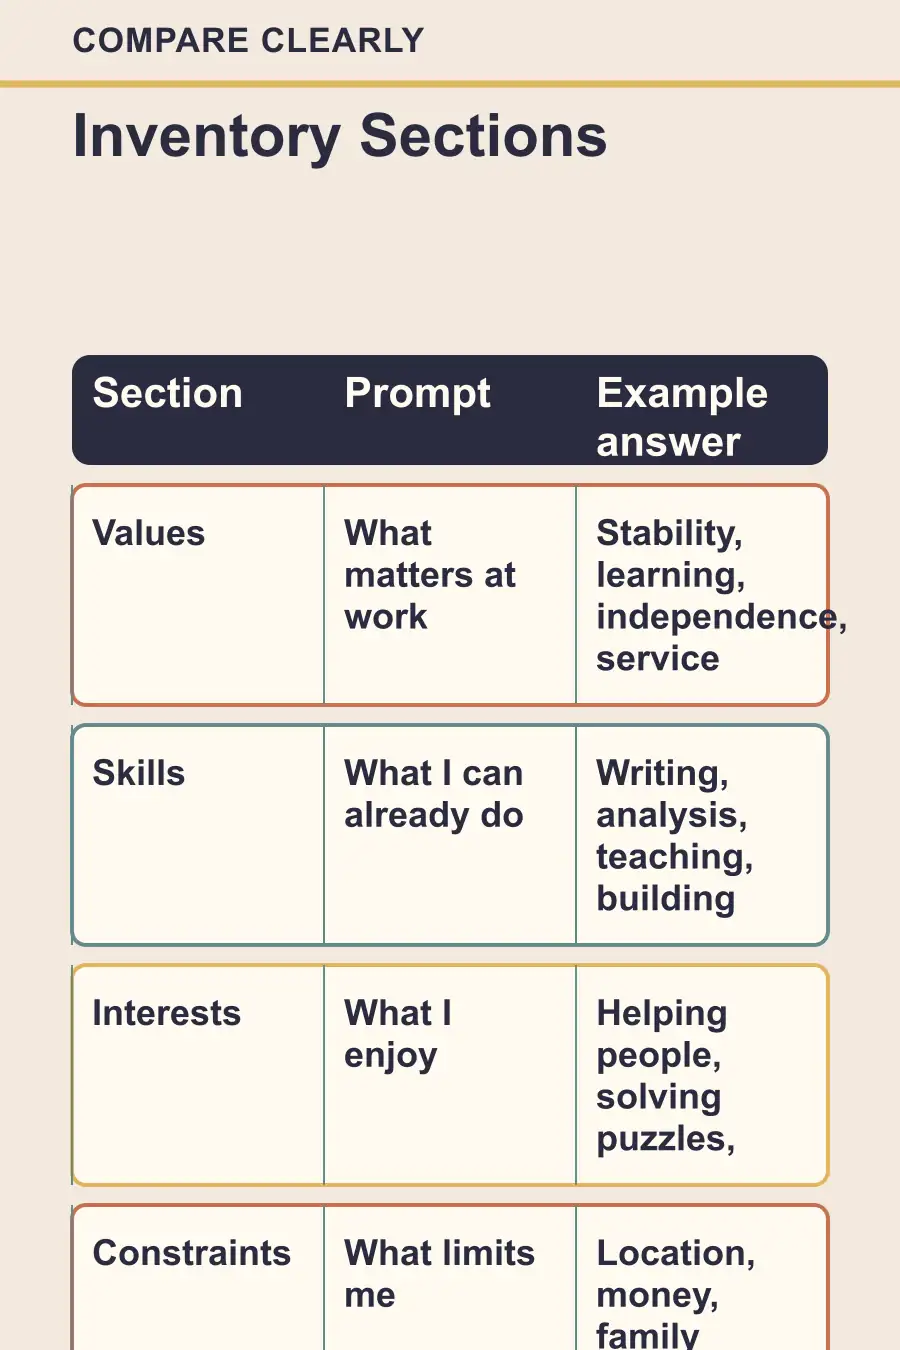 COMPARE CLEARLY
Inventory Sections
Section
Prompt
Example
answer
Values
What
matters at
work
Stability,
learning,
independence,
service
Skills
What I can
already do
Writing,
analysis,
teaching,
building
Interests
What I
enjoy
Helping
people,
solving
puzzles,
Constraints
What limits
me
Location,
money,
family